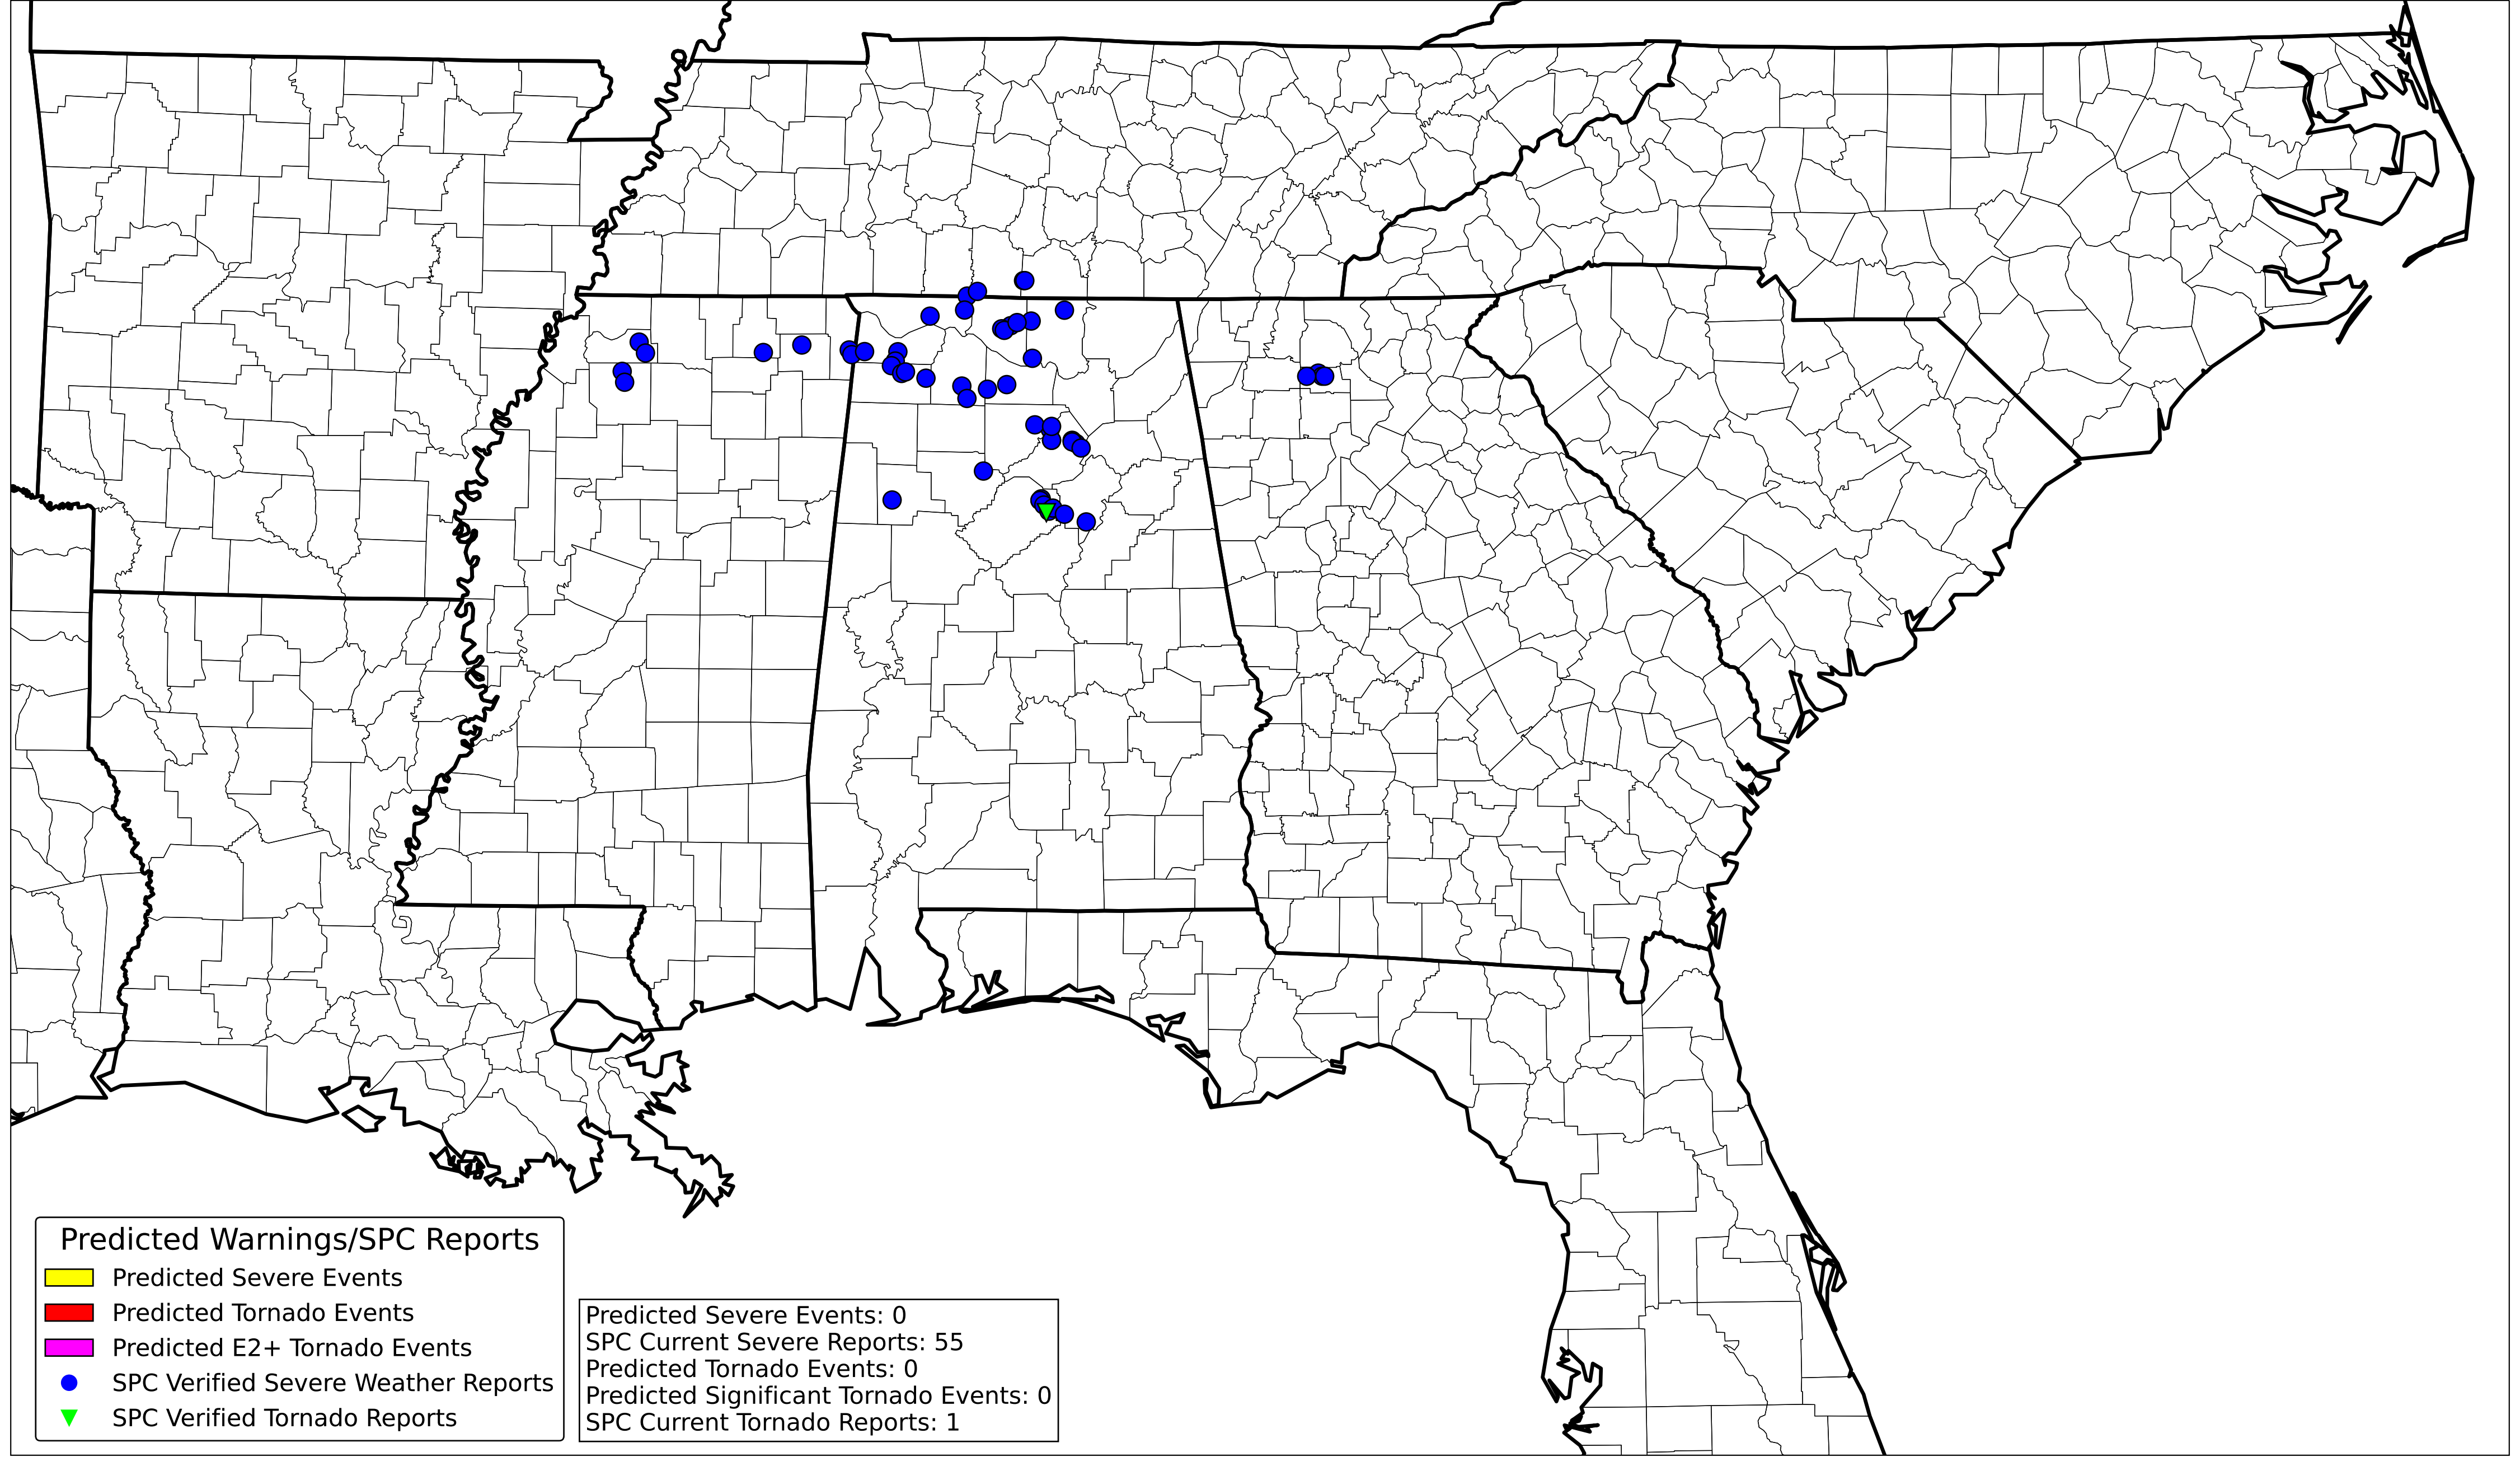 Predicted Warnings/SPC Reports
Predicted Severe Events
Predicted Tornado Events
Predicted E2+ Tornado Events
SPC Verified Severe Weather Reports
SPC Verified Tornado Reports
Predicted Severe Events: 0
SPC Current Severe Reports: 55
Predicted Tornado Events: 0
Predicted Significant Tornado Events: 0
SPC Current Tornado Reports: 1